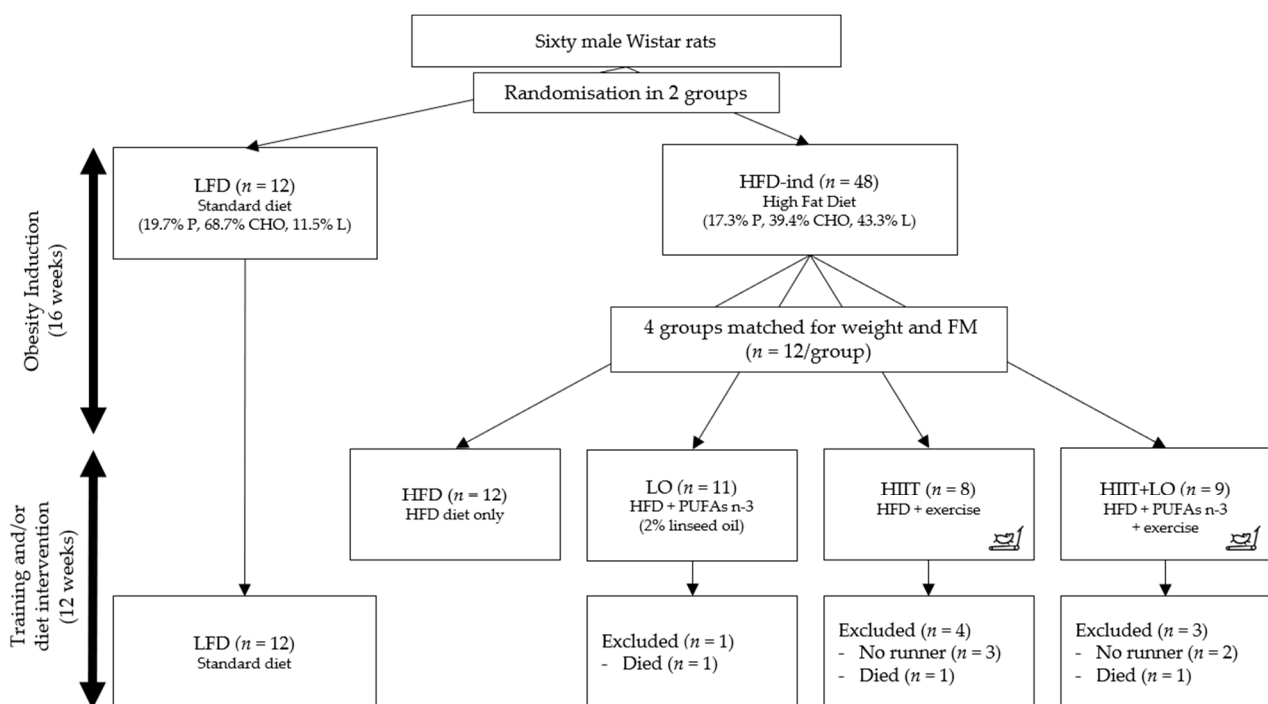 Sixty male Wistar rats
Randomisation in 2 groups
Obesity Induction
(16 weeks)
LFD (n = 12)
Standard diet
(19.7% P, 68.7% CHO, 11.5% L)
HFD-ind (n = 48)
High Fat Diet
(17.3% P, 39.4% CHO, 43.3% L)
4 groups matched for weight and FM
(n = 12/group)
Training and/or
diet intervention
(12 weeks)
HFD (n = 12)
HFD diet only
LO (n = 11)
HFD + PUFAs n-3
(2% linseed oil)
HIIT (n = 8)
HFD + exercise
HIIT+LO (n = 9)
HFD + PUFAs n-3
+ exercise
LFD (n = 12)
Standard diet
Excluded (n = 1)
- Died (n = 1)
Excluded (n = 4)
- No runner (n = 3)
- Died (n = 1)
Excluded (n = 3)
- No runner (n = 2)
- Died (n = 1)